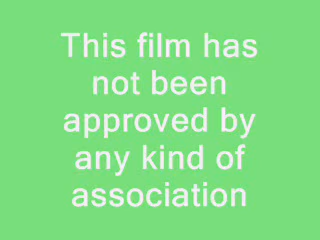 This film has
not been
approved by
any kind of
association